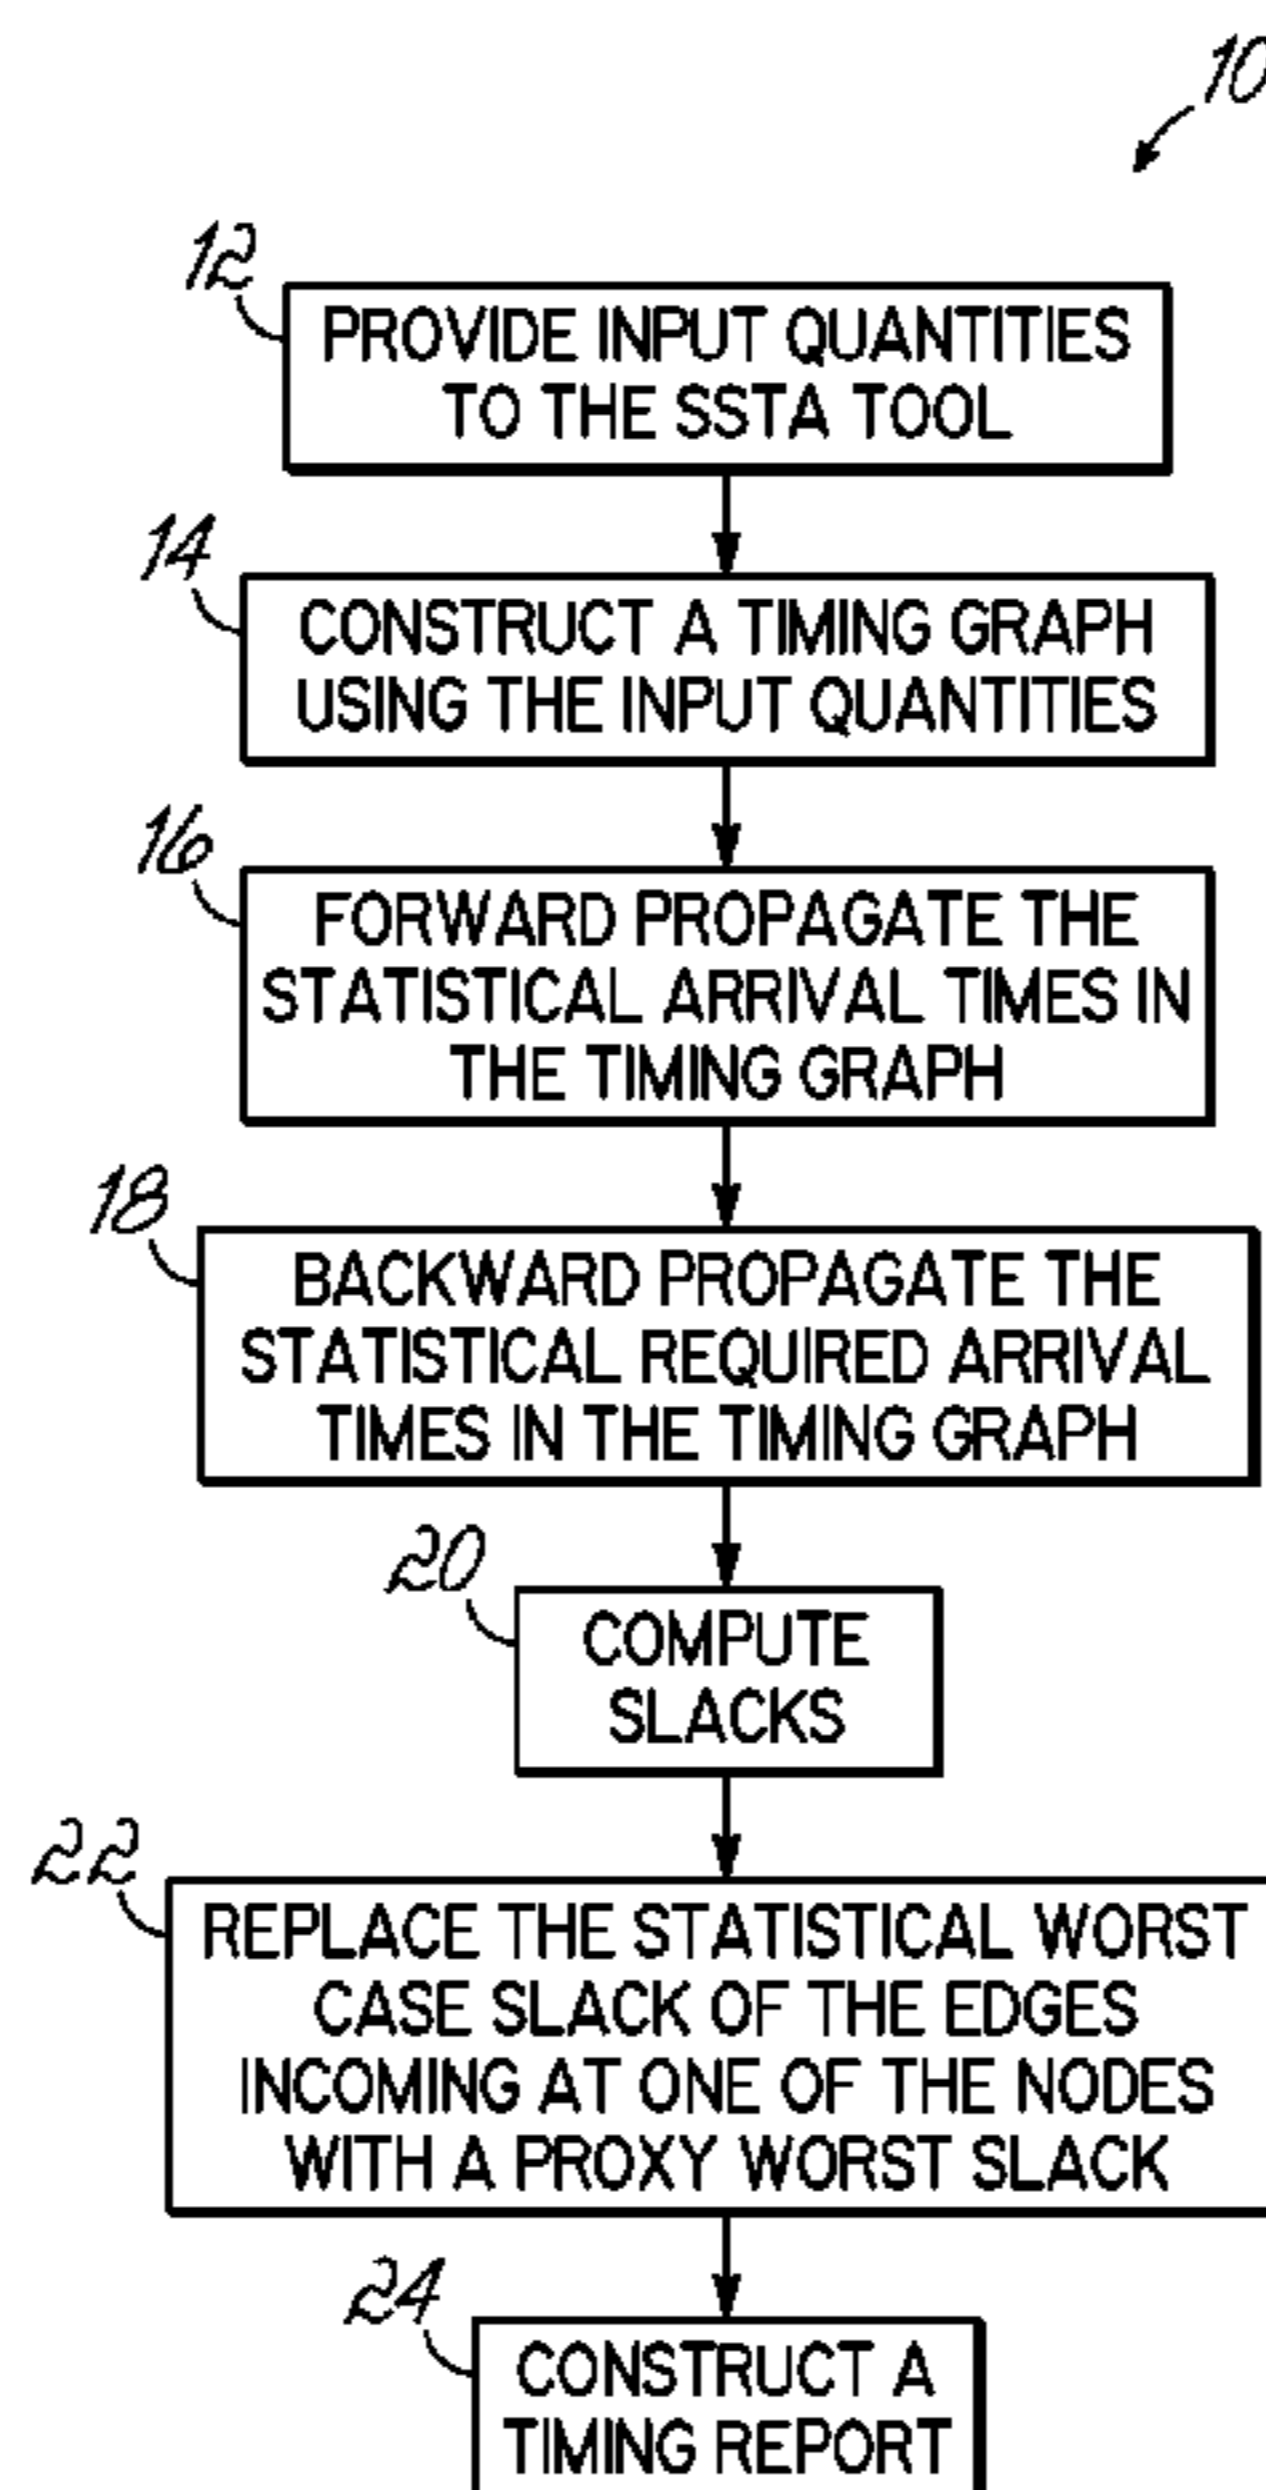 10
12
PROVIDE INPUT QUANTITIES
TO THE SSTA TOOL
14
CONSTRUCT A TIMING GRAPH
USING THE INPUT QUANTITIES
16
FORWARD PROPAGATE THE
STATISTICAL ARRIVAL TIMES IN
THE TIMING GRAPH
18
BACKWARD PROPAGATE THE
STATISTICAL REQUIRED ARRIVAL
TIMES IN THE TIMING GRAPH
20
COMPUTE
SLACKS
22
REPLACE THE STATISTICAL WORST
CASE SLACK OF THE EDGES
INCOMING AT ONE OF THE NODES
WITH A PROXY WORST SLACK
24
CONSTRUCT A
TIMING REPORT